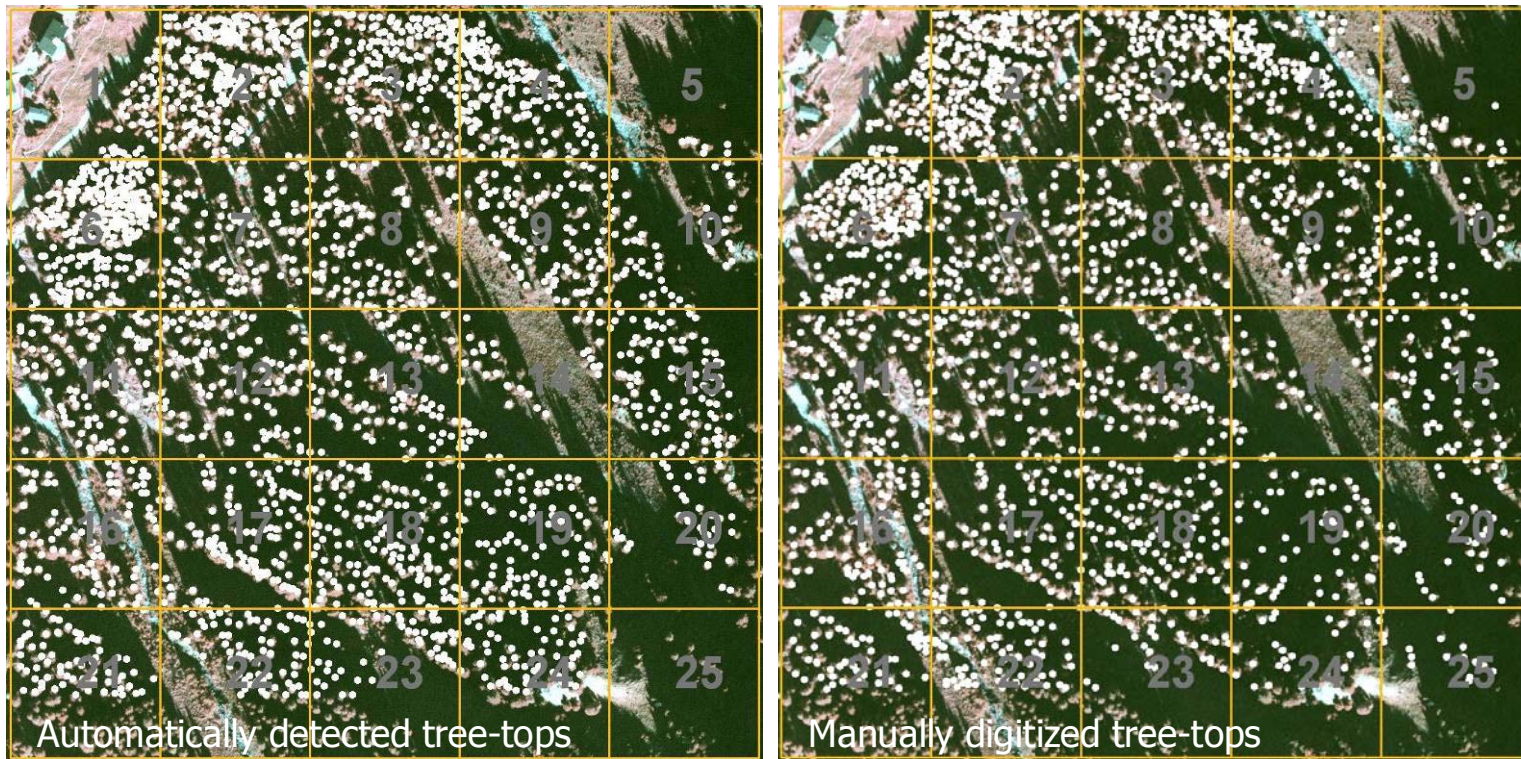 1 2 3 4 5
6 7 8 9 10
11 12 13 14 15
16 17 18 19 20
21 22 23 24 25
Automatically detected tree-tops
1 2 3 4 5
6 7 8 9 10
11 12 13 14 15
16 17 18 19 20
21 22 23 24 25
Manually digitized tree-tops